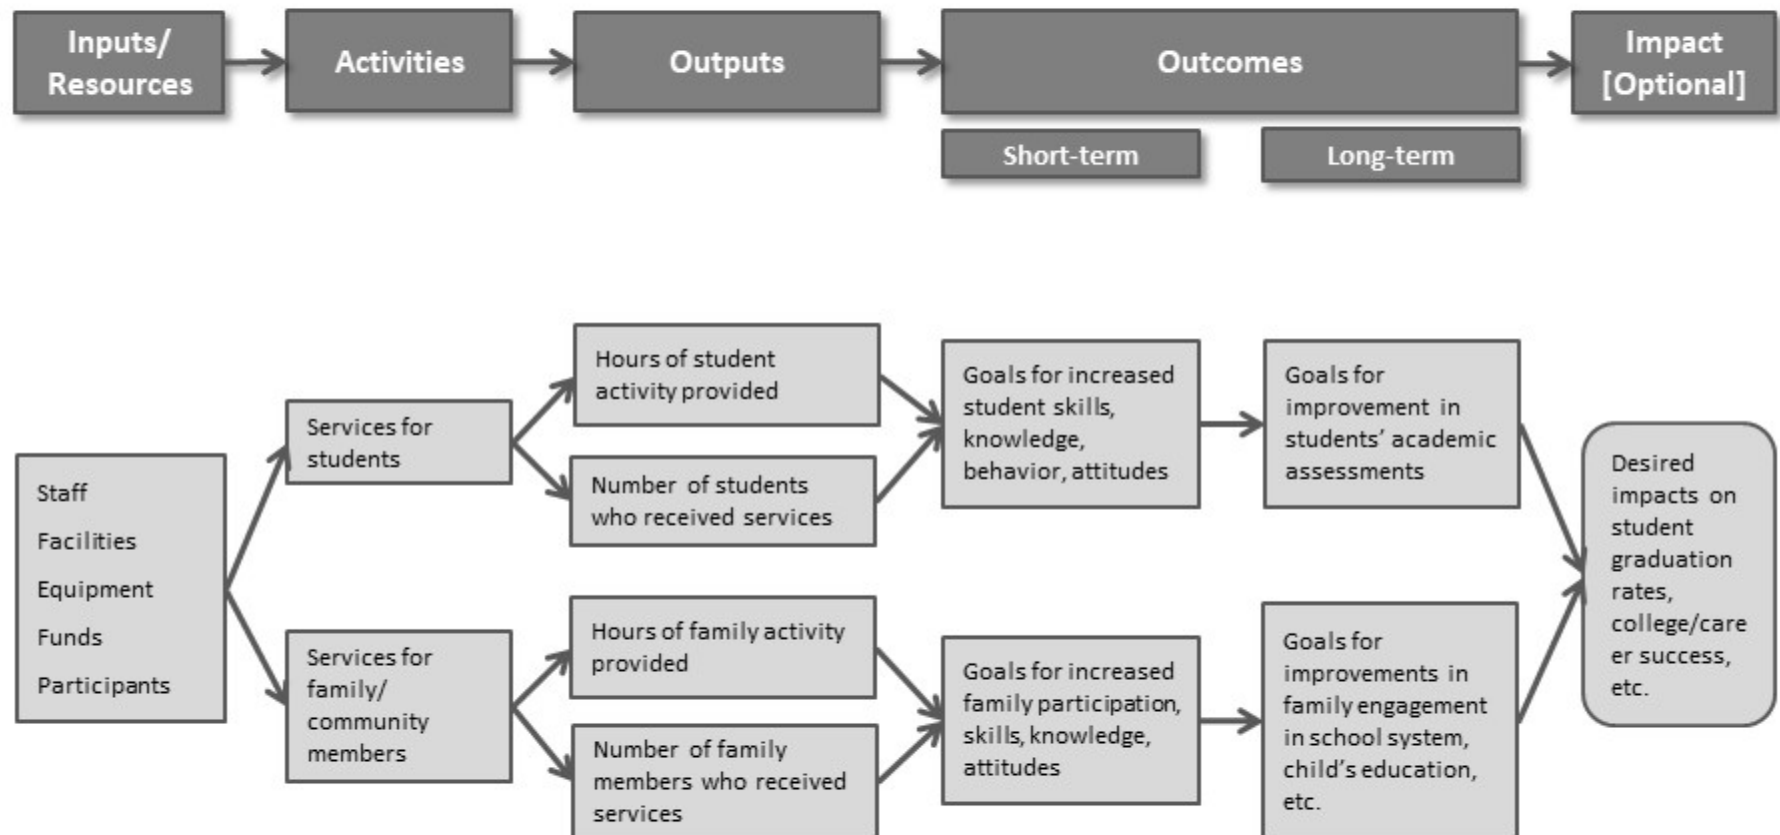 Inputs/
Resources
Activities
Outputs
Outcomes
Impact
[Optional]
Short-term
Long-term
Staff
Facilities
Equipment
Funds
Participants
Services for
students
Services for
family/
community
members
Hours of student
activity provided
Number of students
who received services
Hours of family activity
provided
Number of family
members who received
services
Goals for increased
student skills,
knowledge,
behavior, attitudes
Goals for increased
family participation,
skills, knowledge,
attitudes
Goals for
improvement in
students’ academic
assessments
Goals for
improvements in
family engagement
in school system,
child’s education,
etc.
Desired
impacts on
student
graduation
rates,
college/care
er success,
etc.